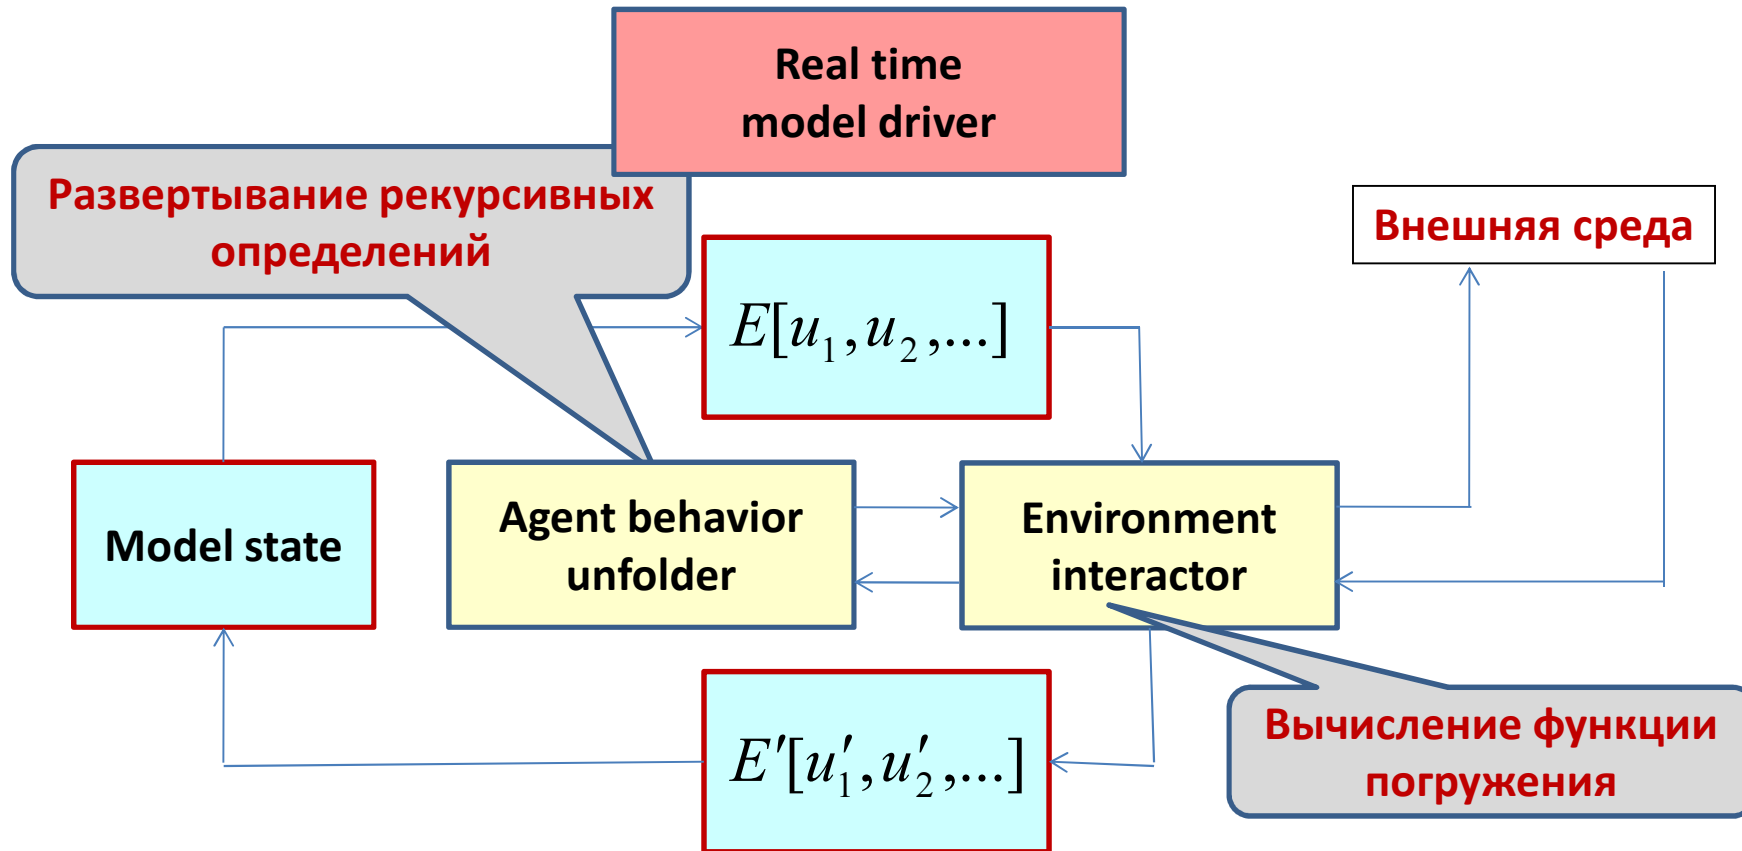 Real time
model driver
Развертывание рекурсивных
определений
Внешняя среда
E[u₁,u₂,...]
Model state
Agent behavior
unfolder
Environment
interactor
E′[u′₁,u′₂,...]
Вычисление функции
погружения